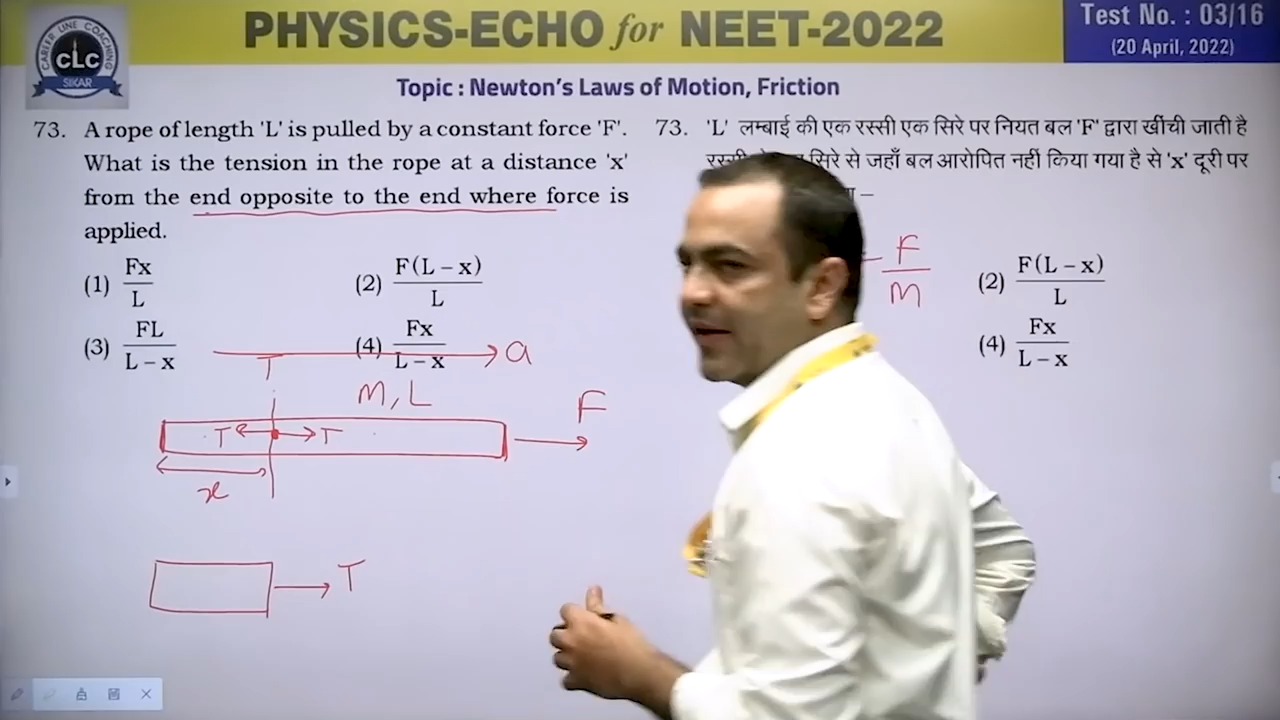 CAREER LINE COACHING
CLC
SIKAR
PHYSICS-ECHO for NEET-2022
Test No. : 03/16
(20 April, 2022)
Topic : Newton's Laws of Motion, Friction
73. A rope of length 'L' is pulled by a constant force 'F'.
What is the tension in the rope at a distance 'x'
from the end opposite to the end where force is
applied.
(1) Fx/L
(2) F(L – x)/L
(3) FL/L – x
(4) Fx/L – x
73. 'L' लम्बाई की एक रस्सी एक सिरे पर नियत बल 'F' द्वारा खींची जाती है
सिरे से जहाँ बल आरोपित नहीं किया गया है से 'x' दूरी पर
–
F/M
(2) F(L – x)/L
(4) Fx/L – x
T
a
M, L
F
T T
x
T